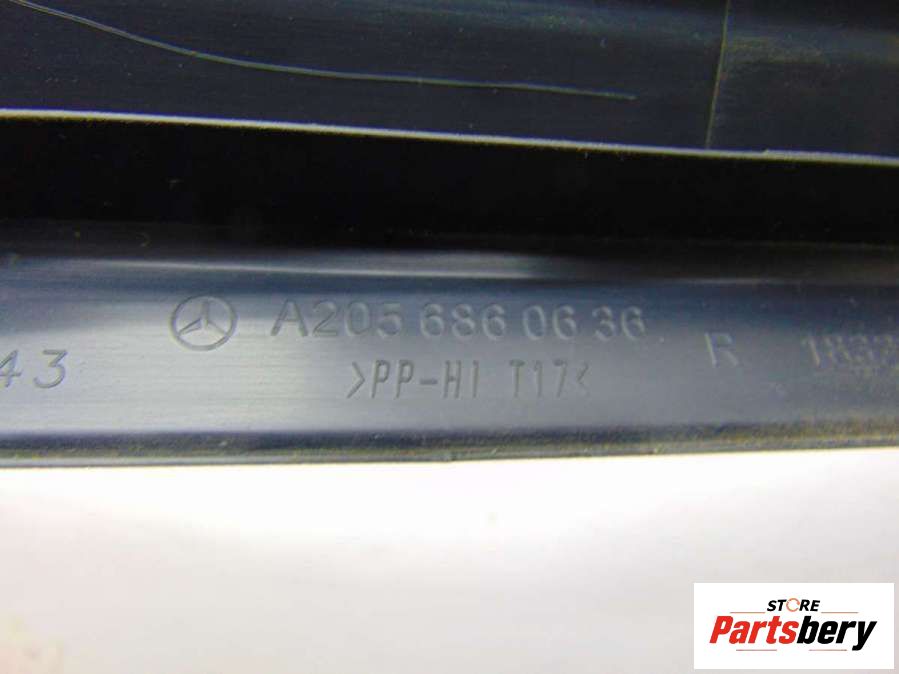 A205 686 06 36
43
>PP-HI T17<
R
STORE
Partsbery